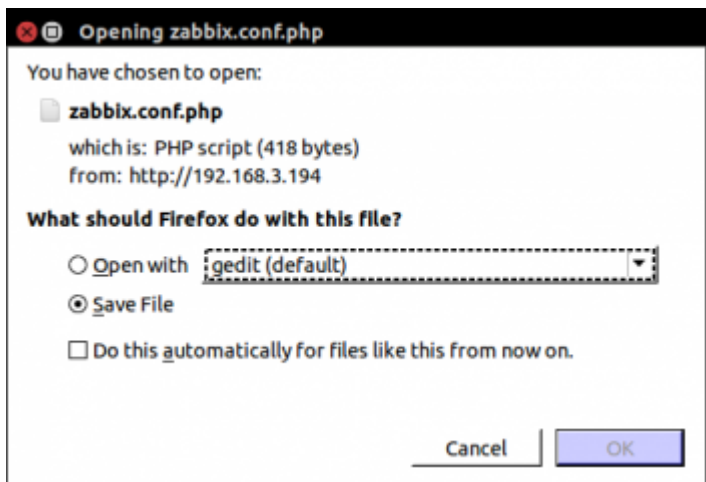 Opening zabbix.conf.php
You have chosen to open:
zabbix.conf.php
which is: PHP script (418 bytes)
from: http://192.168.3.194
What should Firefox do with this file?
Open with gedit (default)
Save File
Do this automatically for files like this from now on.
Cancel OK